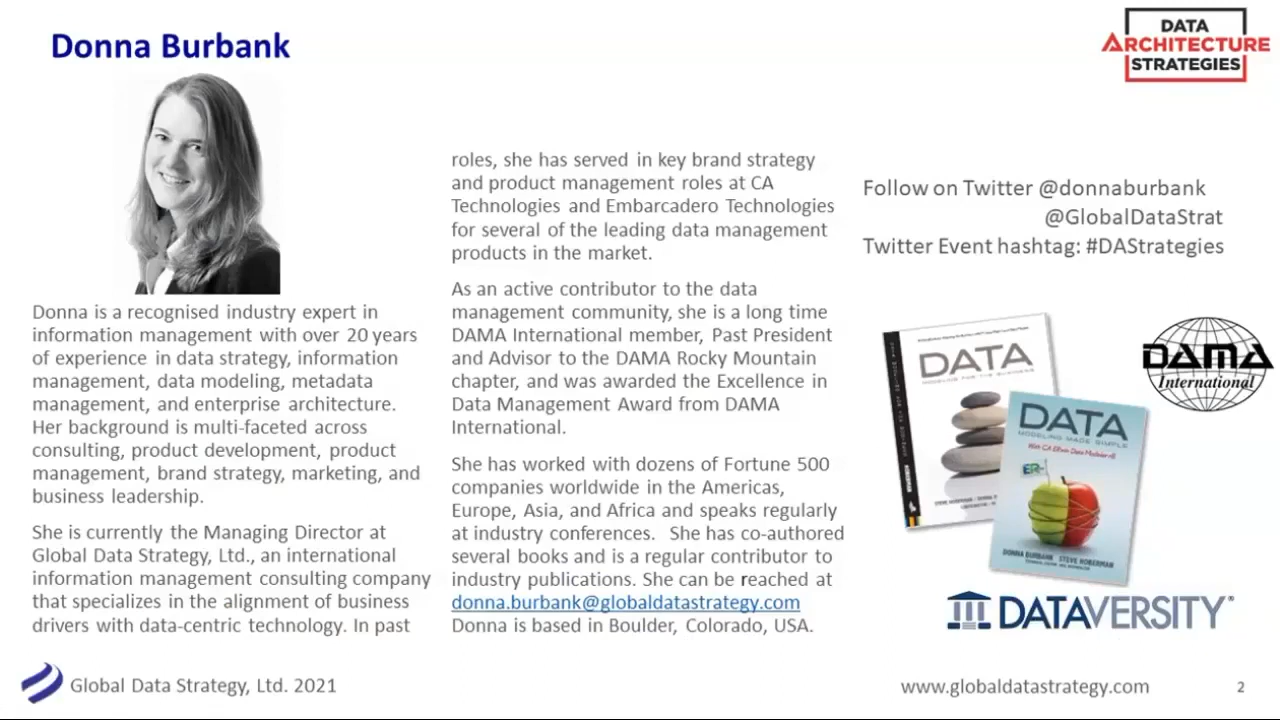 Donna Burbank
DATA
ARCHITECTURE
STRATEGIES
Donna is a recognised industry expert in
information management with over 20 years
of experience in data strategy, information
management, data modeling, metadata
management, and enterprise architecture.
Her background is multi-faceted across
consulting, product development, product
management, brand strategy, marketing, and
business leadership.
She is currently the Managing Director at
Global Data Strategy, Ltd., an international
information management consulting company
that specializes in the alignment of business
drivers with data-centric technology. In past
roles, she has served in key brand strategy
and product management roles at CA
Technologies and Embarcadero Technologies
for several of the leading data management
products in the market.
As an active contributor to the data
management community, she is a long time
DAMA International member, Past President
and Advisor to the DAMA Rocky Mountain
chapter, and was awarded the Excellence in
Data Management Award from DAMA
International.
She has worked with dozens of Fortune 500
companies worldwide in the Americas,
Europe, Asia, and Africa and speaks regularly
at industry conferences. She has co-authored
several books and is a regular contributor to
industry publications. She can be reached at
donna.burbank@globaldatastrategy.com
Donna is based in Boulder, Colorado, USA.
Follow on Twitter @donnaburbank
@GlobalDataStrat
Twitter Event hashtag: #DAStrategies
DATA
MODELING FOR THE BUSINESS
DATA
MODELING MADE SIMPLE
With CA ERwin Data Modeler r8
DONNA BURBANK STEVE HOBERMAN
DAMA
International
DATAVERSITY®
Global Data Strategy, Ltd. 2021
www.globaldatastrategy.com
2